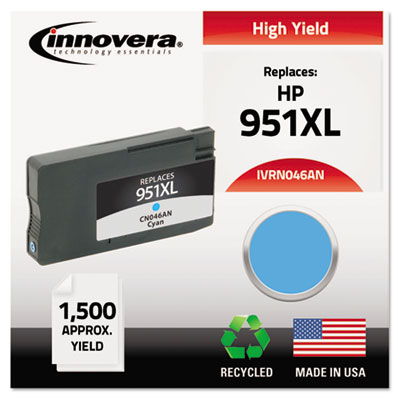 innovera
technology essentials
High Yield
Replaces:
HP
951XL
IVRN046AN
REPLACES
951XL
CN046AN
Cyan
1,500
APPROX.
YIELD
RECYCLED
MADE IN USA